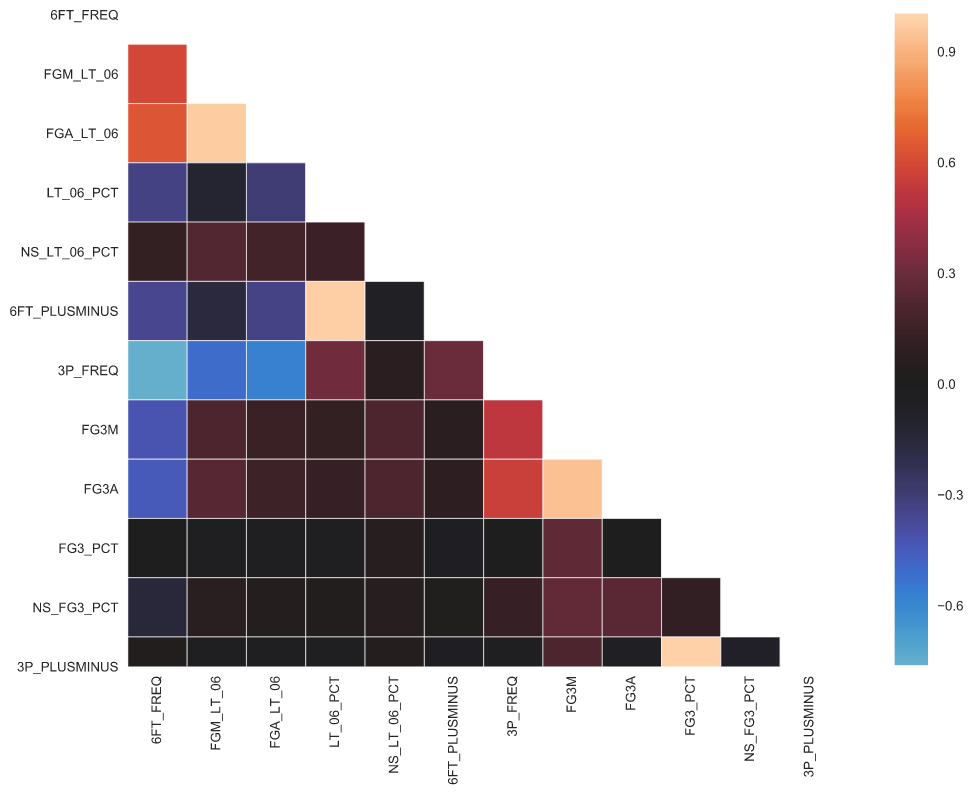 6FT_FREQ
FGM_LT_06
FGA_LT_06
LT_06_PCT
NS_LT_06_PCT
6FT_PLUSMINUS
3P_FREQ
FG3M
FG3A
FG3_PCT
NS_FG3_PCT
3P_PLUSMINUS
6FT_FREQ
FGM_LT_06
FGA_LT_06
LT_06_PCT
NS_LT_06_PCT
6FT_PLUSMINUS
3P_FREQ
FG3M
FG3A
FG3_PCT
NS_FG3_PCT
3P_PLUSMINUS
0.9
0.6
0.3
0.0
−0.3
−0.6